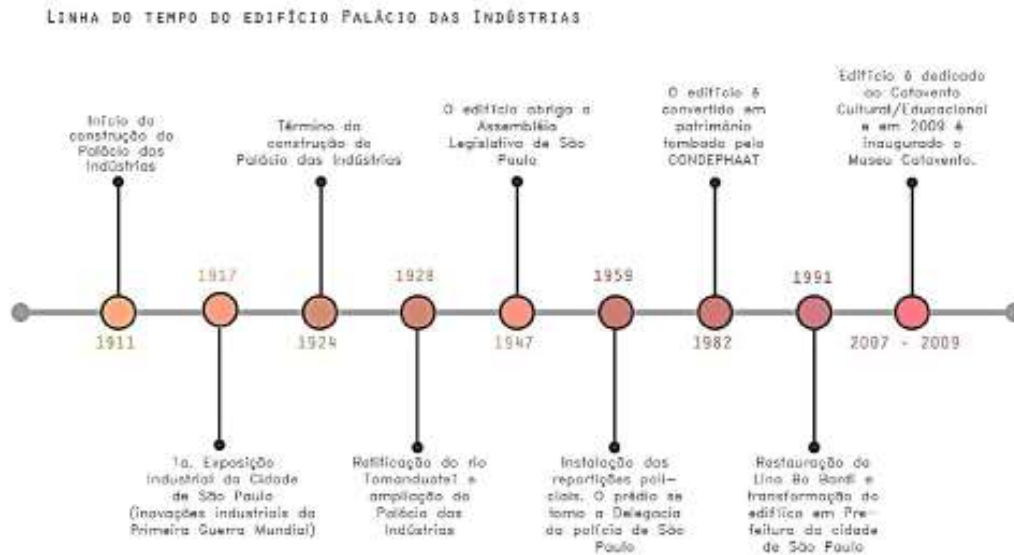 LINHA DO TEMPO DO EDIFÍCIO PALÁCIO DAS INDÚSTRIAS
Início da
construção do
Palácio das
Indústrias
1911
1917
1a. Exposição
Industrial da Cidade
de São Paulo
(inovações industriais da
Primeira Guerra Mundial)
Término da
construção do
Palácio das Indústrias
1924
1928
Retificação do rio
Tamanduateí e
ampliação do
Palácio das
Indústrias
O edifício abriga a
Assembléia
Legislativa de São
Paulo
1947
1959
Instalação das
repartições poli-
ciais. O prédio se
torna a Delegacia
da polícia de São
Paulo
O edifício é
convertido em
patrimônio
tombado pelo
CONDEPHAAT
1982
1991
Restauração de
Lina Bo Bardi e
transformação do
edifício em Pre-
feitura da cidade
de São Paulo
Edifício é dedicado
ao Catavento
Cultural/Educacional
e em 2009 é
inaugurado o
Museu Catavento.
2007 - 2009